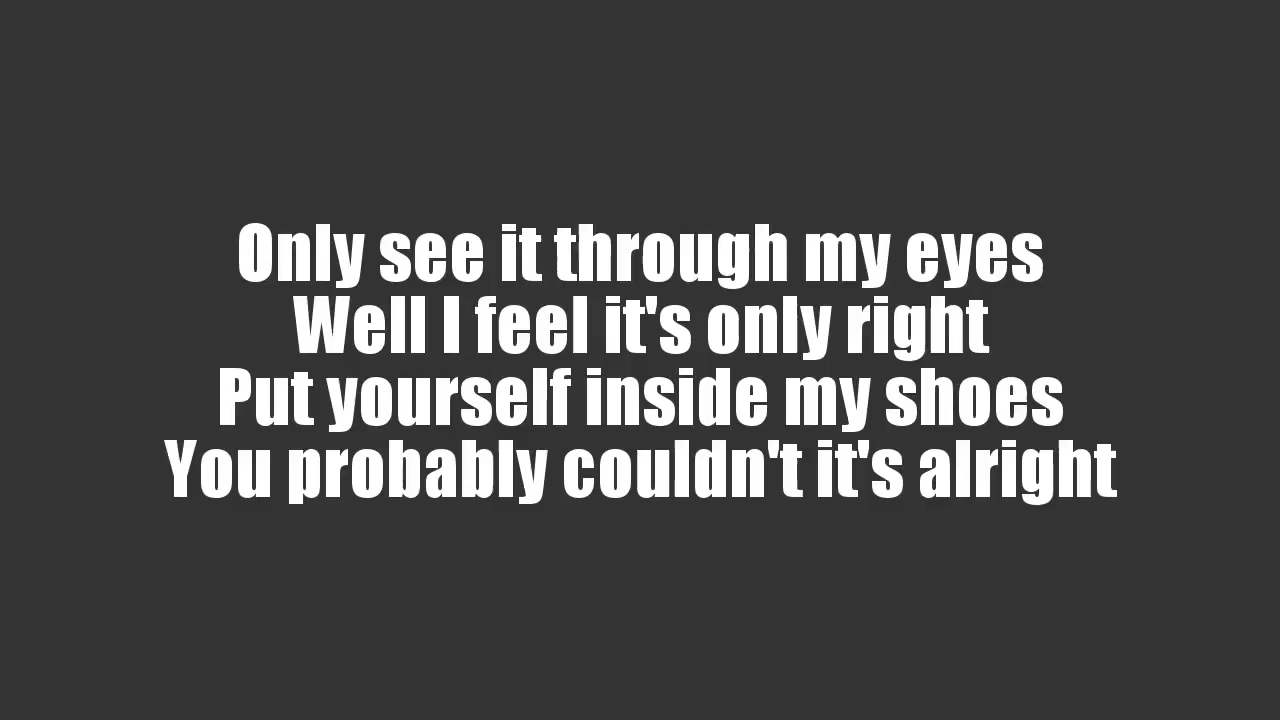 Only see it through my eyes
Well I feel it's only right
Put yourself inside my shoes
You probably couldn't it's alright